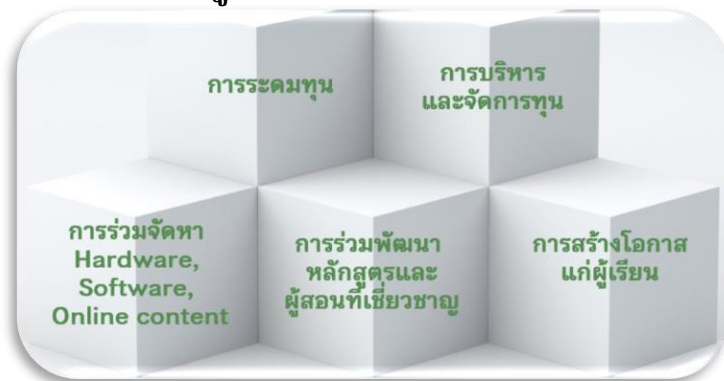 การระดมทุน
การบริหาร
และจัดการทุน
การร่วมจัดหา
Hardware,
Software,
Online content
การร่วมพัฒนา
หลักสูตรและ
ผู้สอนที่เชี่ยวชาญ
การสร้างโอกาส
แก่ผู้เรียน